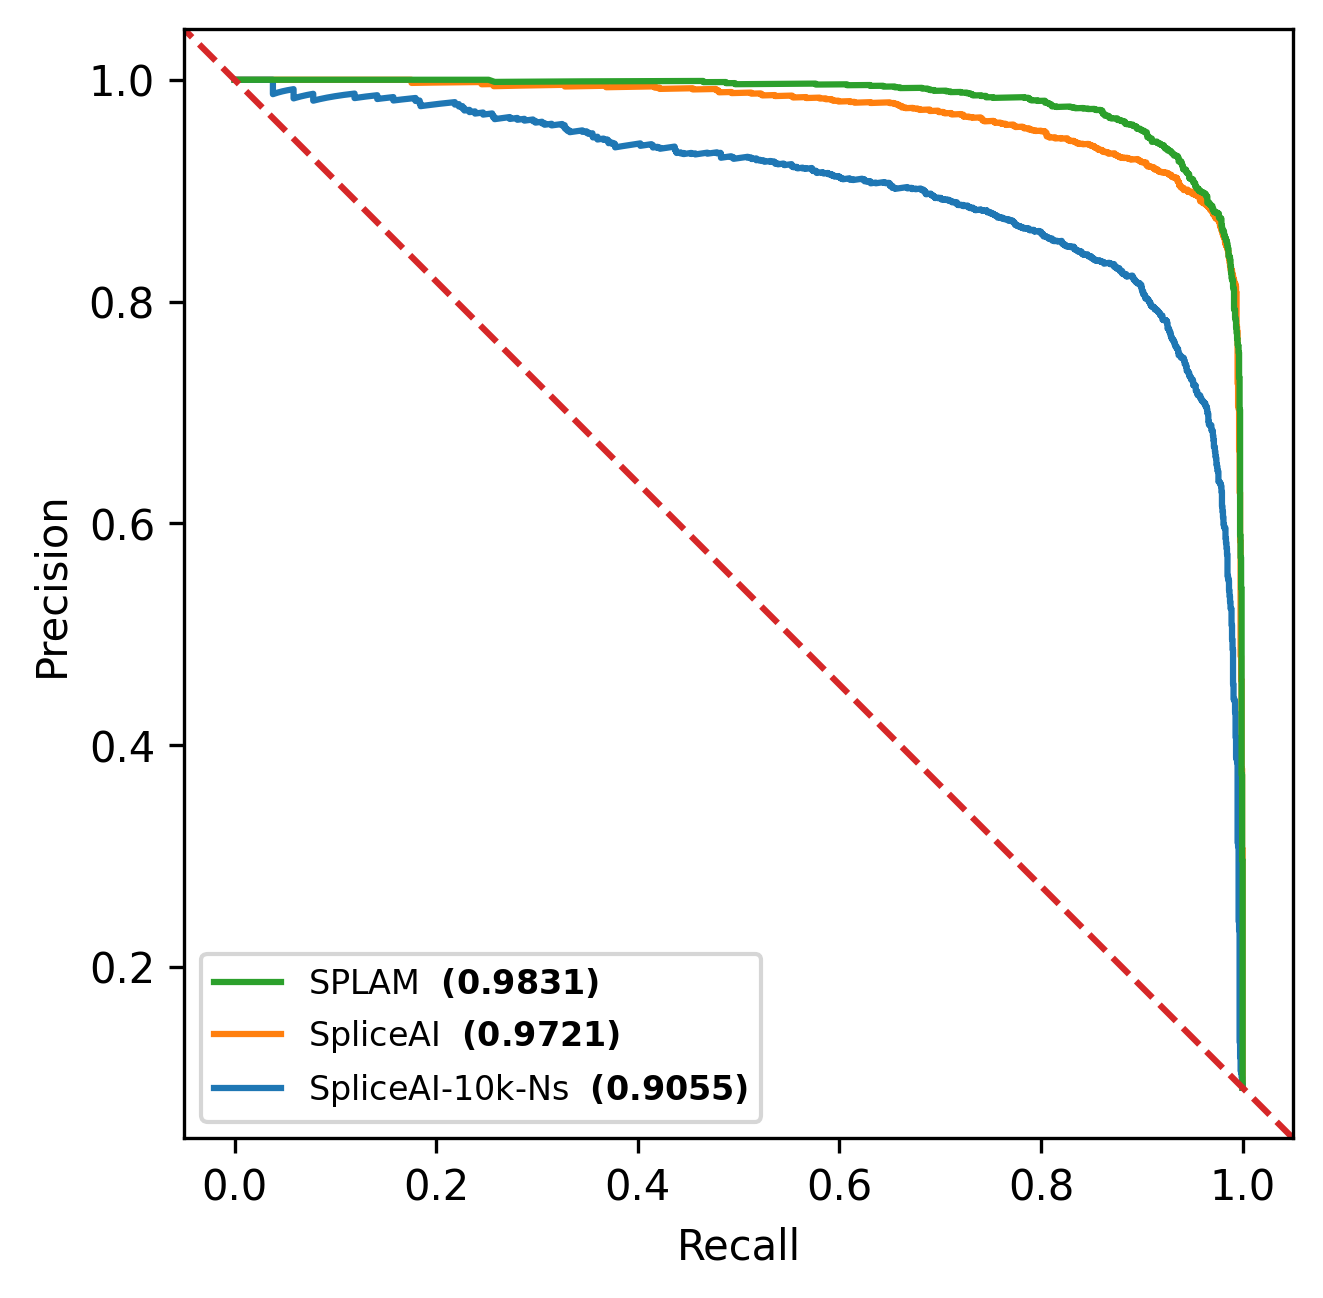 1.0
0.8
0.6
0.4
0.2
Precision
SPLAM (0.9831)
SpliceAI (0.9721)
SpliceAI-10k-Ns (0.9055)
0.0 0.2 0.4 0.6 0.8 1.0
Recall